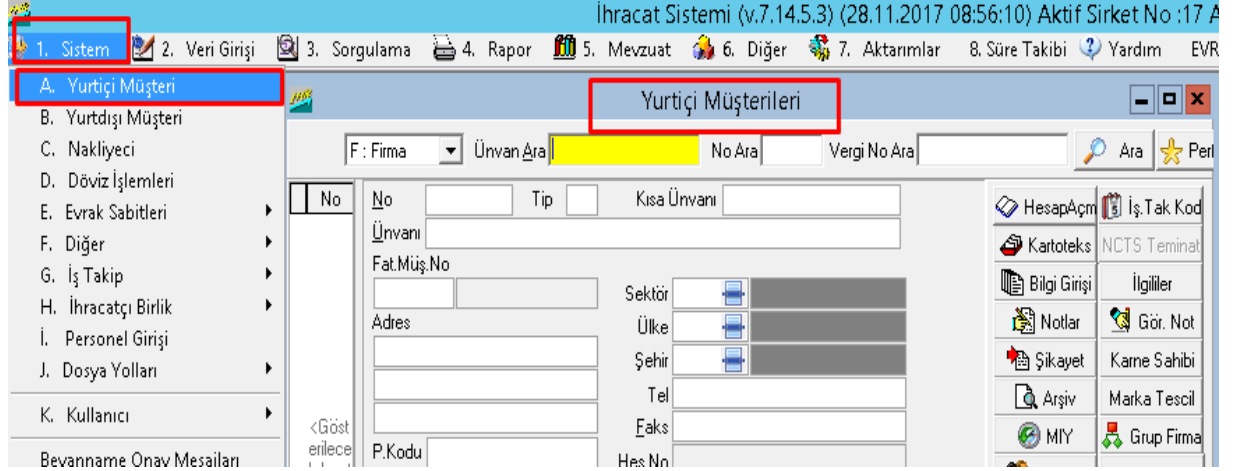 İhracat Sistemi (v.7.14.5.3) (28.11.2017 08:56:10) Aktif Sirket No :17 A
1. Sistem 2. Veri Girişi 3. Sorgulama 4. Rapor 5. Mevzuat 6. Diğer 7. Aktarımlar 8. Süre Takibi Yardım EVR
A. Yurtiçi Müşteri
B. Yurtdışı Müşteri
C. Nakliyeci
D. Döviz İşlemleri
E. Evrak Sabitleri
F. Diğer
G. İş Takip
H. İhracatçı Birlik
İ. Personel Girişi
J. Dosya Yolları
K. Kullanıcı
Beyanname Onay Mesajları
Yurtiçi Müşterileri
F : Firma Ünvan Ara No Ara Vergi No Ara Ara Perl
No
<Göst
erilece
No Tip Kısa Ünvanı
Ünvanı
Fat.Müş.No
Sektör
Adres Ülke
Şehir
Tel
Faks
P.Kodu Hes.No
HesapAçm İş.Tak Kod
Kartoteks NCTS Teminat
Bilgi Girişi İlgililer
Notlar Gör. Not
Şikayet Karne Sahibi
Arşiv Marka Tescil
MIY Grup Firma